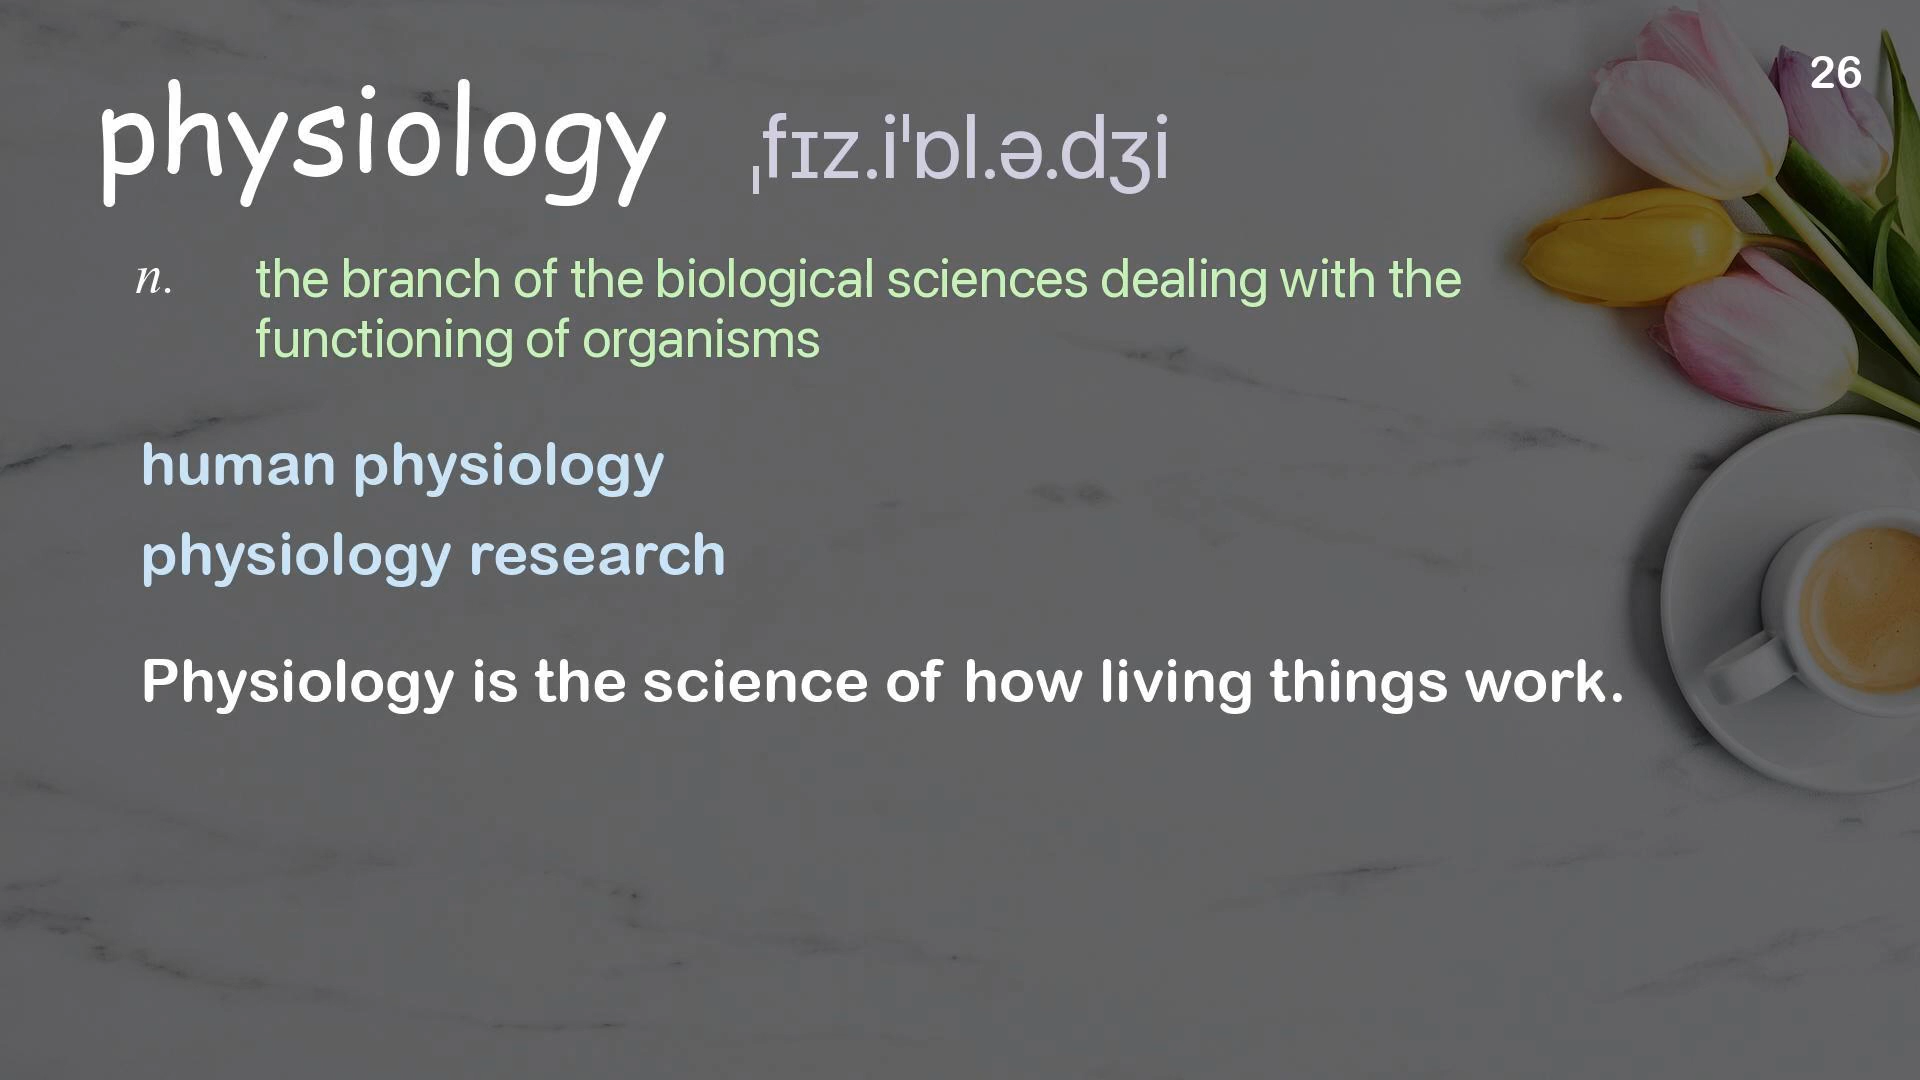 26
physiology ˌfɪz.iˈɒl.ə.dʒi
n. the branch of the biological sciences dealing with the
functioning of organisms
human physiology
physiology research
Physiology is the science of how living things work.